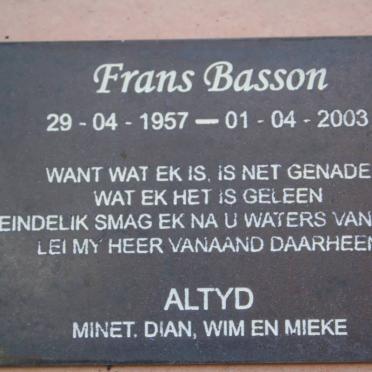 Frans Basson
29 - 04 - 1957 — 01 - 04 - 2003
WANT WAT EK IS, IS NET GENADE
WAT EK HET IS GELEEN
EINDELIK SMAG EK NA U WATERS VAN
LEI MY HEER VANAAND DAARHEEN
ALTYD
MINET. DIAN, WIM EN MIEKE